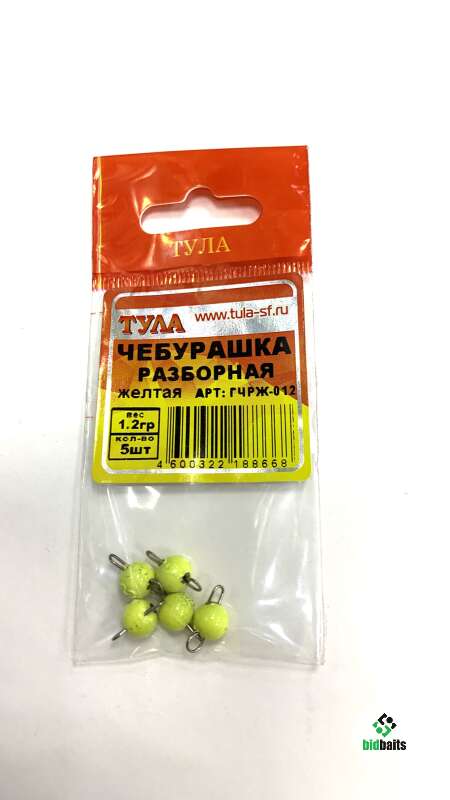 ТУЛА
ТУЛА www.tula-sf.ru
ЧЕБУРАШКА
РАЗБОРНАЯ
желтая АРТ: ГЧРЖ-012
вес
1.2гр
кол-во
5шт
4 600322 188668
bidbaits